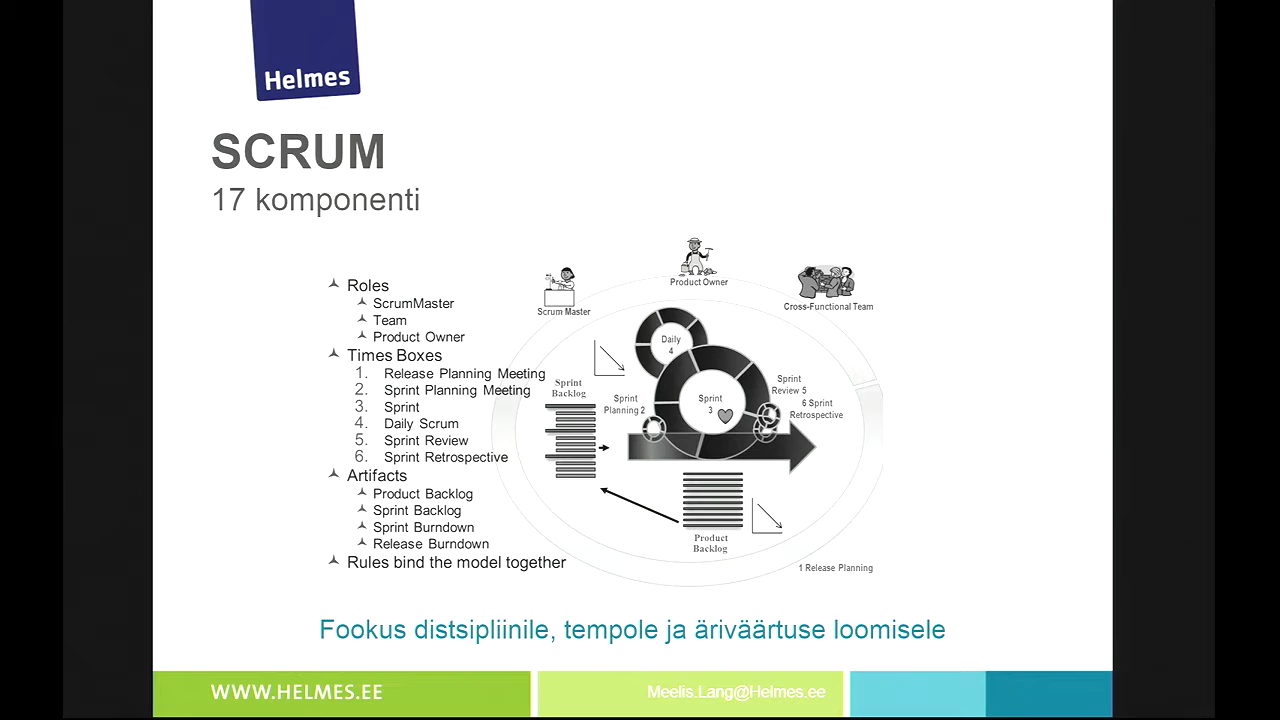 Helmes
SCRUM
17 komponenti
Roles
ScrumMaster
Team
Product Owner
Times Boxes
1. Release Planning Meeting
2. Sprint Planning Meeting
3. Sprint
4. Daily Scrum
5. Sprint Review
6. Sprint Retrospective
Artifacts
Product Backlog
Sprint Backlog
Sprint Burndown
Release Burndown
Rules bind the model together
Scrum Master
Product Owner
Cross-Functional Team
Daily
4
Sprint
Backlog
Sprint
Planning 2
Sprint
3
Sprint
Review 5
6 Sprint
Retrospective
Product
Backlog
1 Release Planning
Fookus distsipliinile, tempole ja äriväärtuse loomisele
WWW.HELMES.EE
Meelis.Lang@Helmes.ee